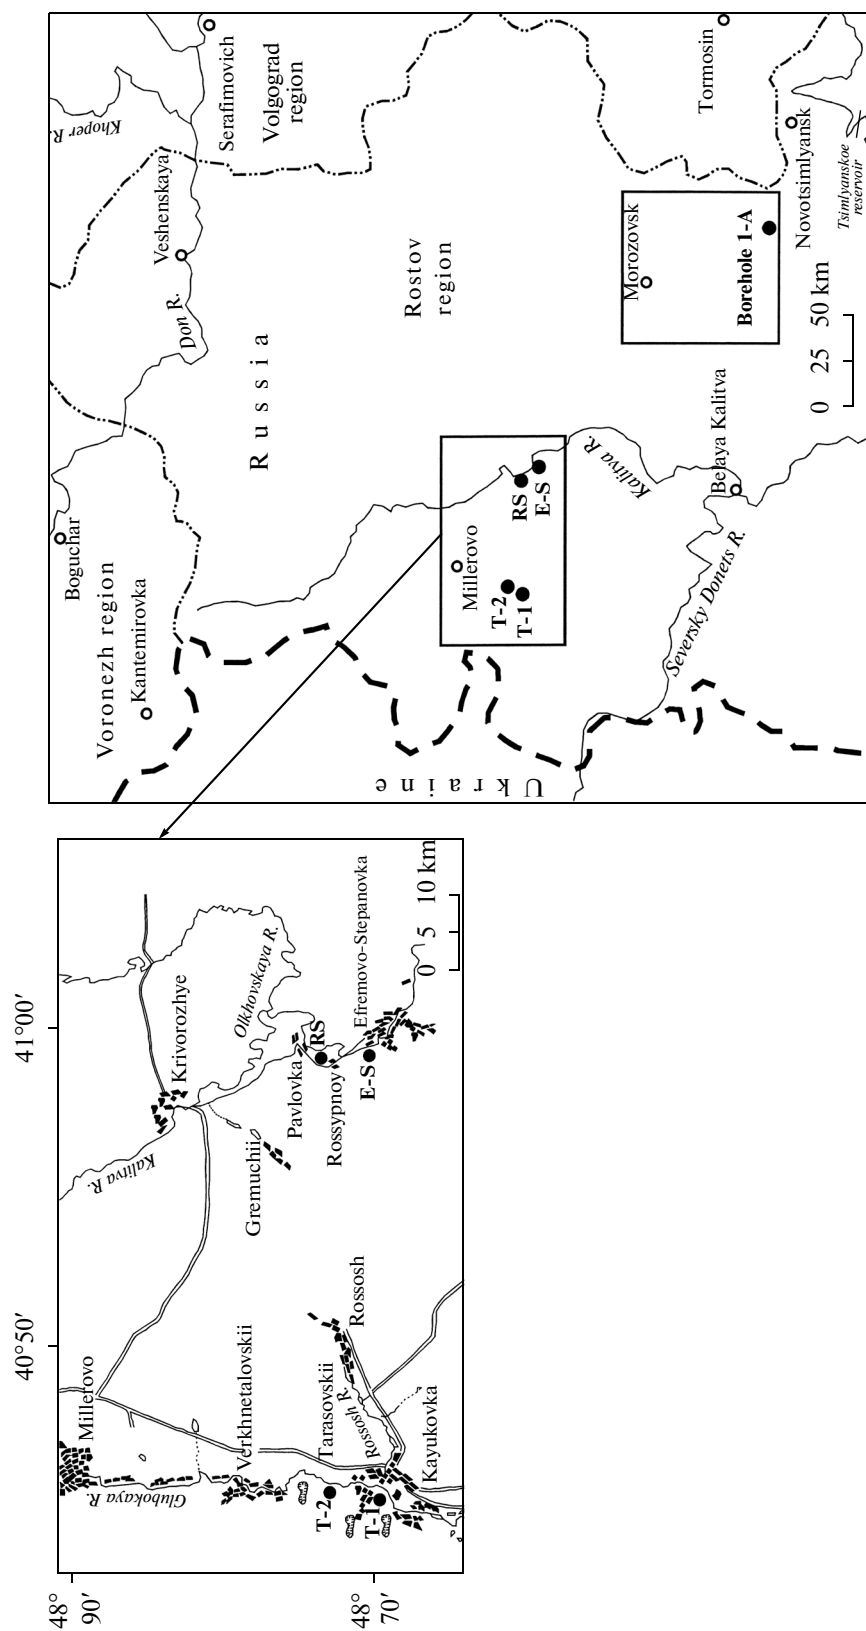 Serafimovich
Volgograd
region
Khoper R.
Veshenskaya
Don R.
Boguchar
Voronezh region
Kantemirovka
Russia
Rostov
region
Ukraine
Tormosin
Novotsimlyansk
Tsimlyanskoe
reservoir
Morozovsk
Borehole 1-A
0 25 50 km
Millerovo
T-2
T-1
RS
E-S
Kalitva R.
Belaya Kalitva
Seversky Donets R.
48°
90′
48°
70′
40°50′
41°00′
Millerovo
Glubokaya R.
Verkhnetalovskii
Tarasovskii
T-2
T-1
Rossosh R.
Rossosh
Kayukovka
Kalitva R.
Krivorozhye
Gremuchii
Olkhovskaya R.
Pavlovka
RS
Rossypnoy
E-S
Efremovo-Stepanovka
0 5 10 km